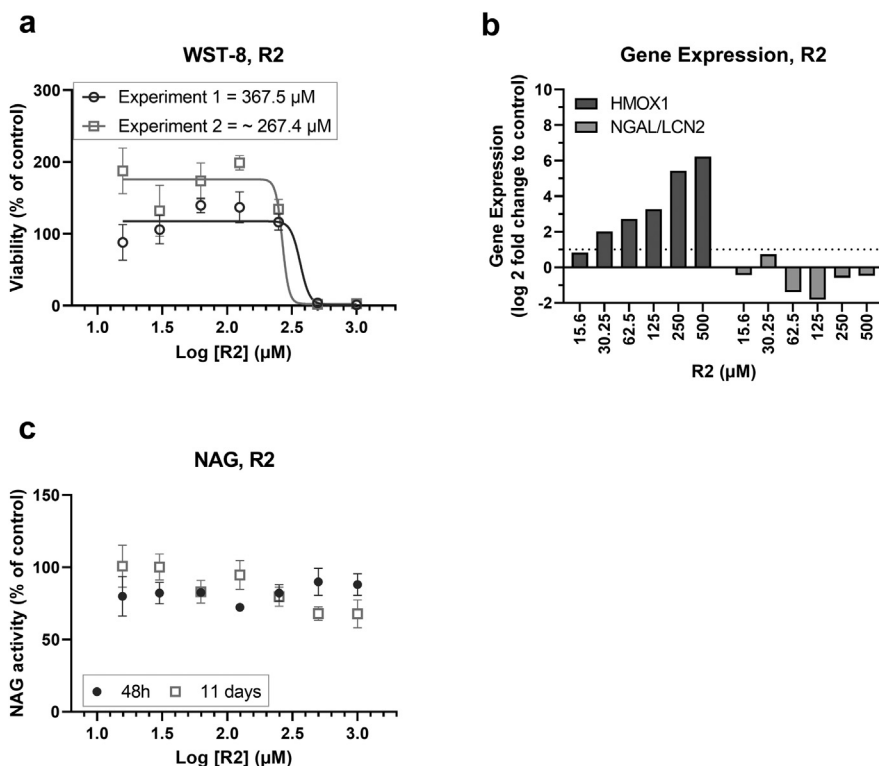 a
WST-8, R2
Viability (% of control)
300
200
100
0
Experiment 1 = 367.5 µM
Experiment 2 = ~ 267.4 µM
1.0 1.5 2.0 2.5 3.0
Log [R2] (µM)
b
Gene Expression, R2
Gene Expression
(log 2 fold change to control)
10
8
6
4
2
0
-2
HMOX1
NGAL/LCN2
15.6 30.25 62.5 125 250 500 15.6 30.25 62.5 125 250 500
R2 (µM)
c
NAG, R2
NAG activity (% of control)
150
100
50
0
48h 11 days
1.0 1.5 2.0 2.5 3.0
Log [R2] (µM)